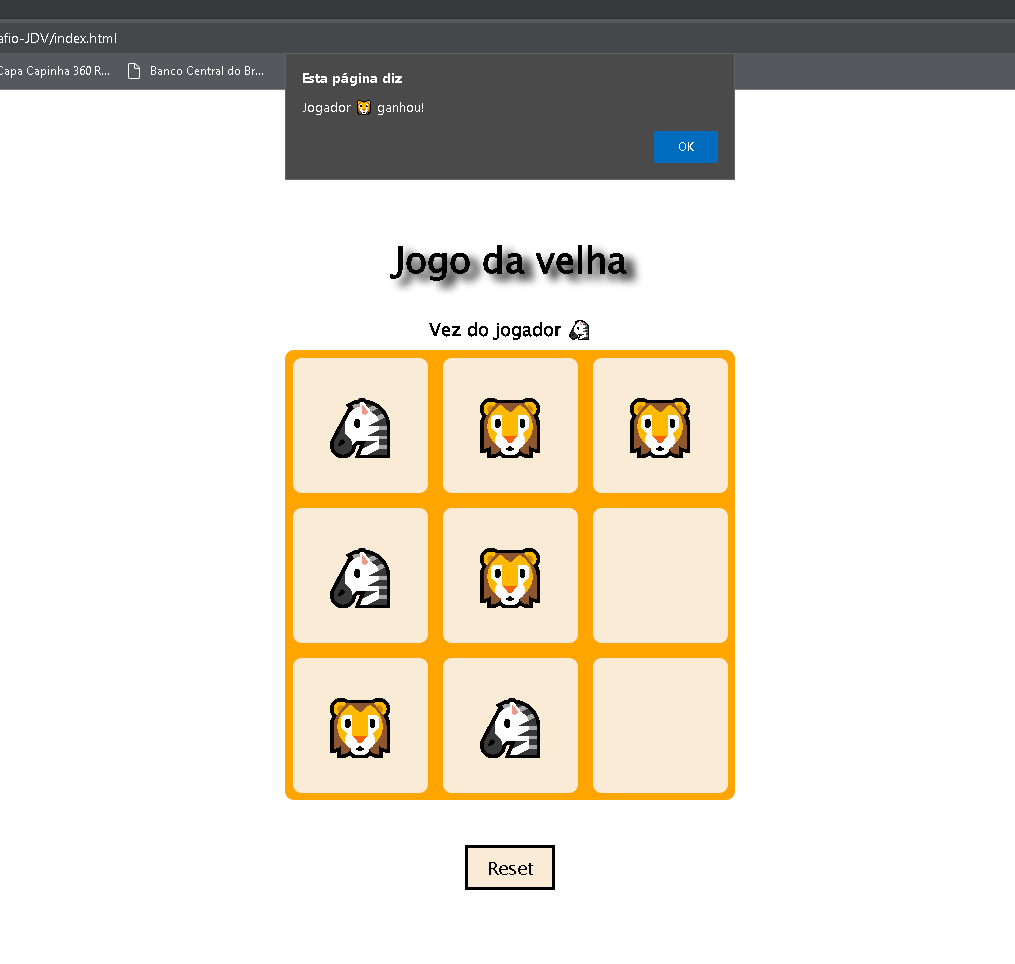 afio-JDV/index.html
Capa Capinha 360 R... Banco Central do Br...
Esta página diz
Jogador 🦁 ganhou!
OK
Jogo da velha
Vez do jogador 🦓
Reset